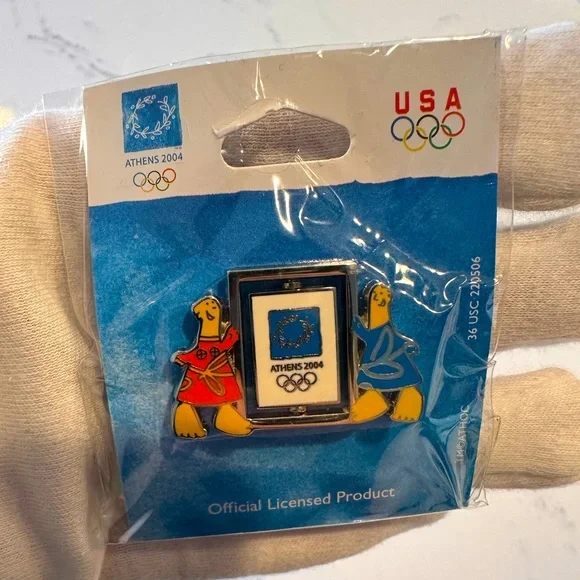 ATHENS 2004
USA
ATHENS 2004
36 USC 220506
Official Licensed Product